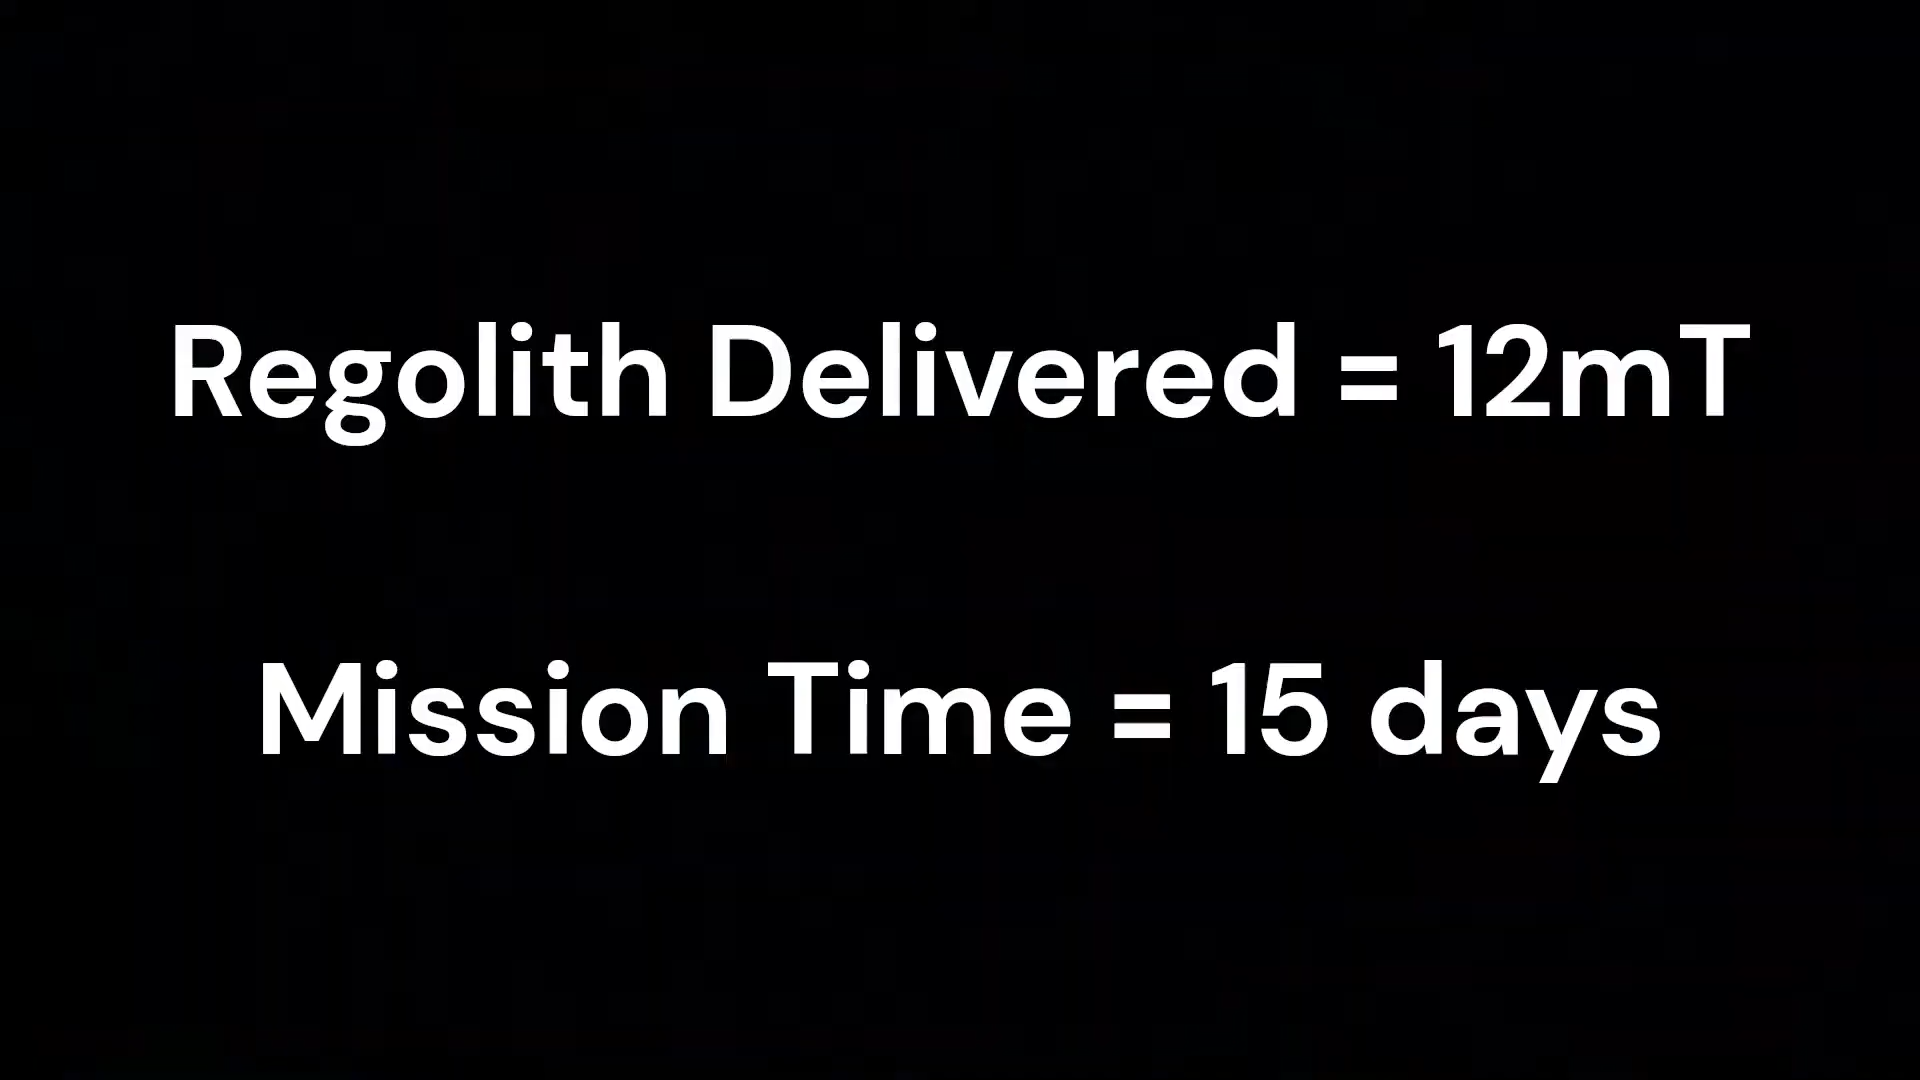 Regolith Delivered = 12mT
Mission Time = 15 days